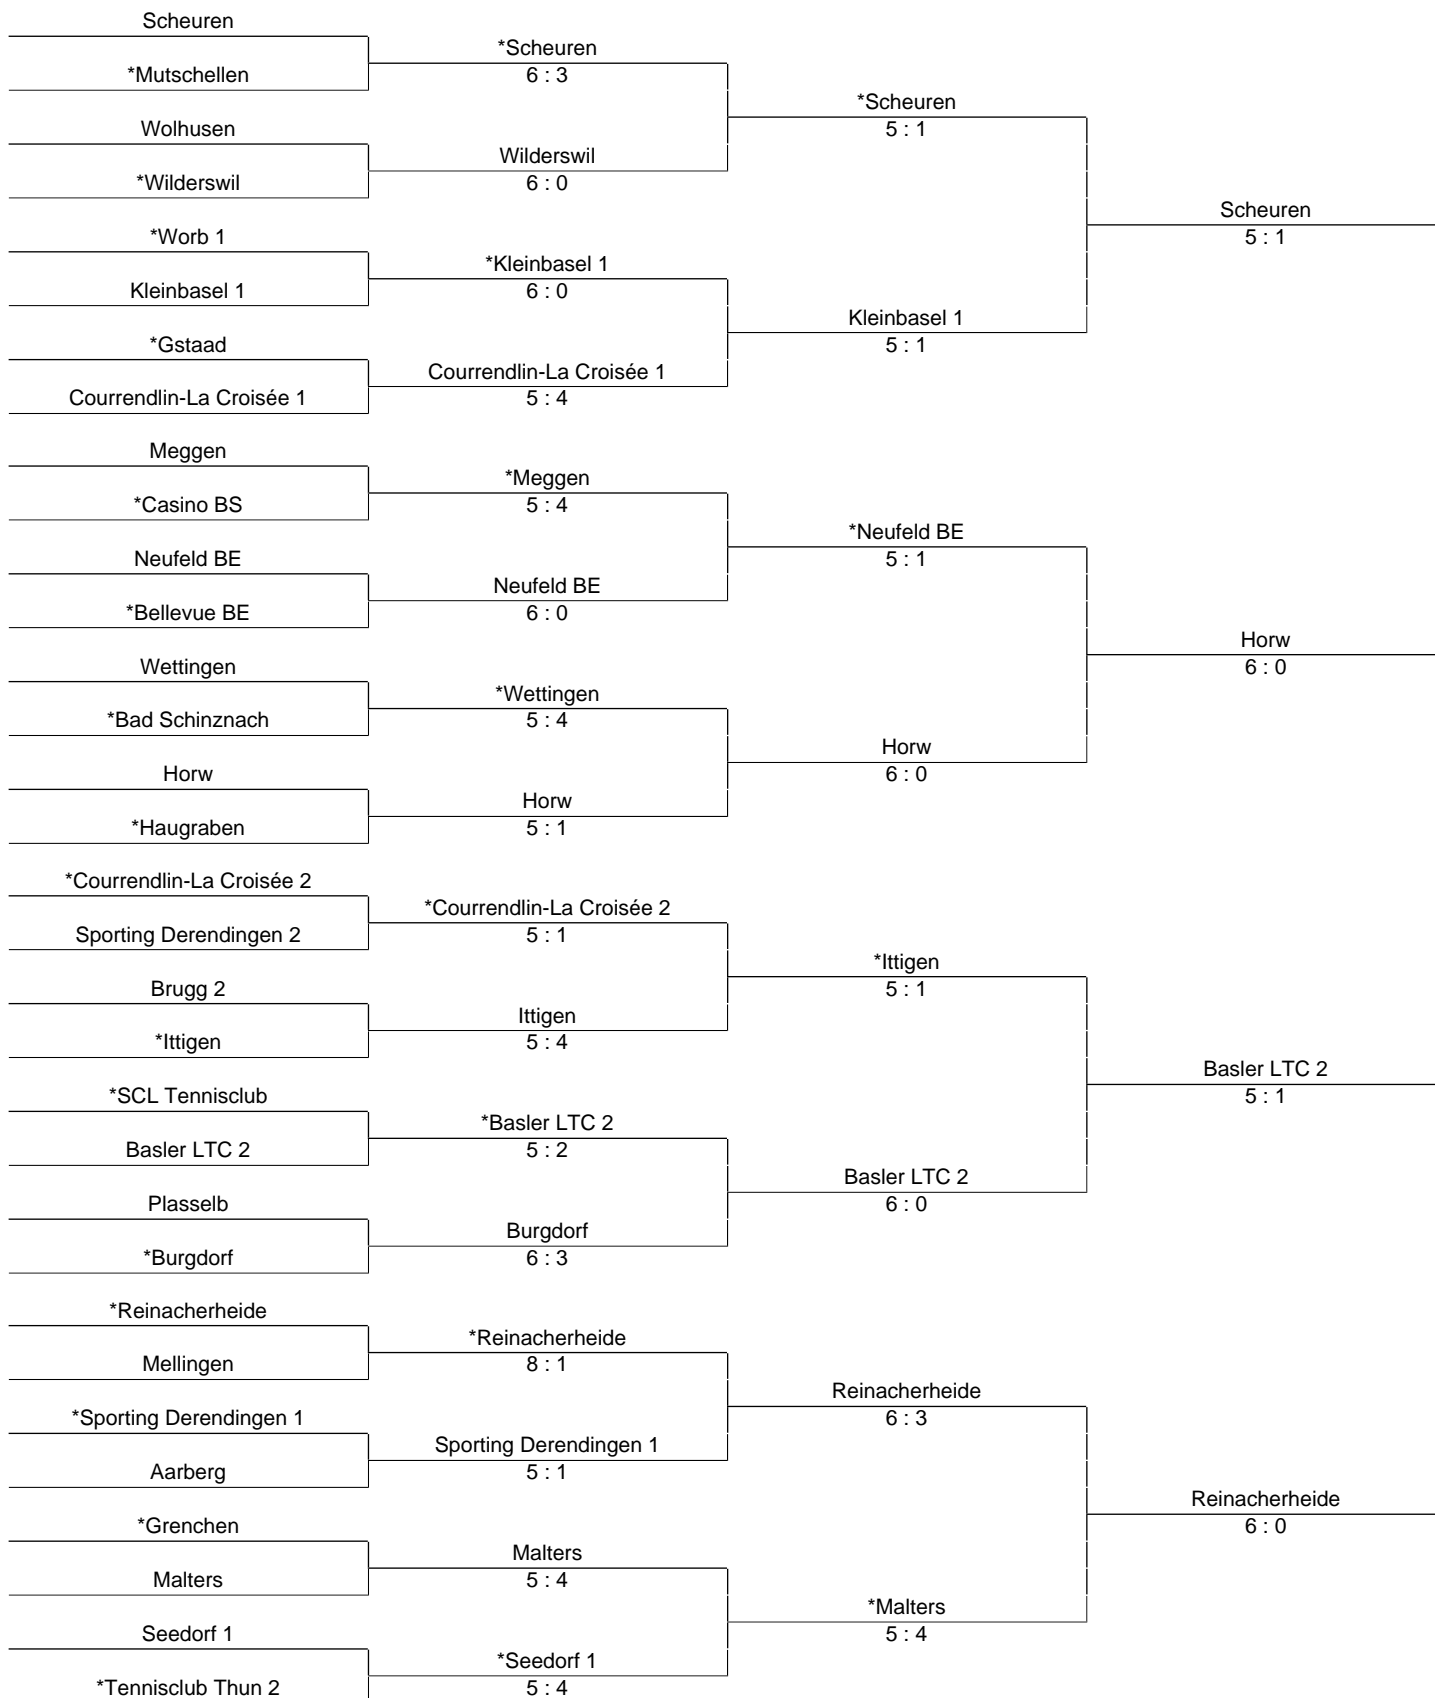 Scheuren
*Mutschellen
Wolhusen
*Wilderswil
*Worb 1
Kleinbasel 1
*Gstaad
Courrendlin-La Croisée 1
Meggen
*Casino BS
Neufeld BE
*Bellevue BE
Wettingen
*Bad Schinznach
Horw
*Haugraben
*Courrendlin-La Croisée 2
Sporting Derendingen 2
Brugg 2
*Ittigen
*SCL Tennisclub
Basler LTC 2
Plasselb
*Burgdorf
*Reinacherheide
Mellingen
*Sporting Derendingen 1
Aarberg
*Grenchen
Malters
Seedorf 1
*Tennisclub Thun 2
*Scheuren
6 : 3
Wilderswil
6 : 0
*Kleinbasel 1
6 : 0
Courrendlin-La Croisée 1
5 : 4
*Meggen
5 : 4
Neufeld BE
6 : 0
*Wettingen
5 : 4
Horw
5 : 1
*Courrendlin-La Croisée 2
5 : 1
Ittigen
5 : 4
*Basler LTC 2
5 : 2
Burgdorf
6 : 3
*Reinacherheide
8 : 1
Sporting Derendingen 1
5 : 1
Malters
5 : 4
*Seedorf 1
5 : 4
*Scheuren
5 : 1
Kleinbasel 1
5 : 1
*Neufeld BE
5 : 1
Horw
6 : 0
*Ittigen
5 : 1
Basler LTC 2
6 : 0
Reinacherheide
6 : 3
*Malters
5 : 4
Scheuren
5 : 1
Horw
6 : 0
Basler LTC 2
5 : 1
Reinacherheide
6 : 0